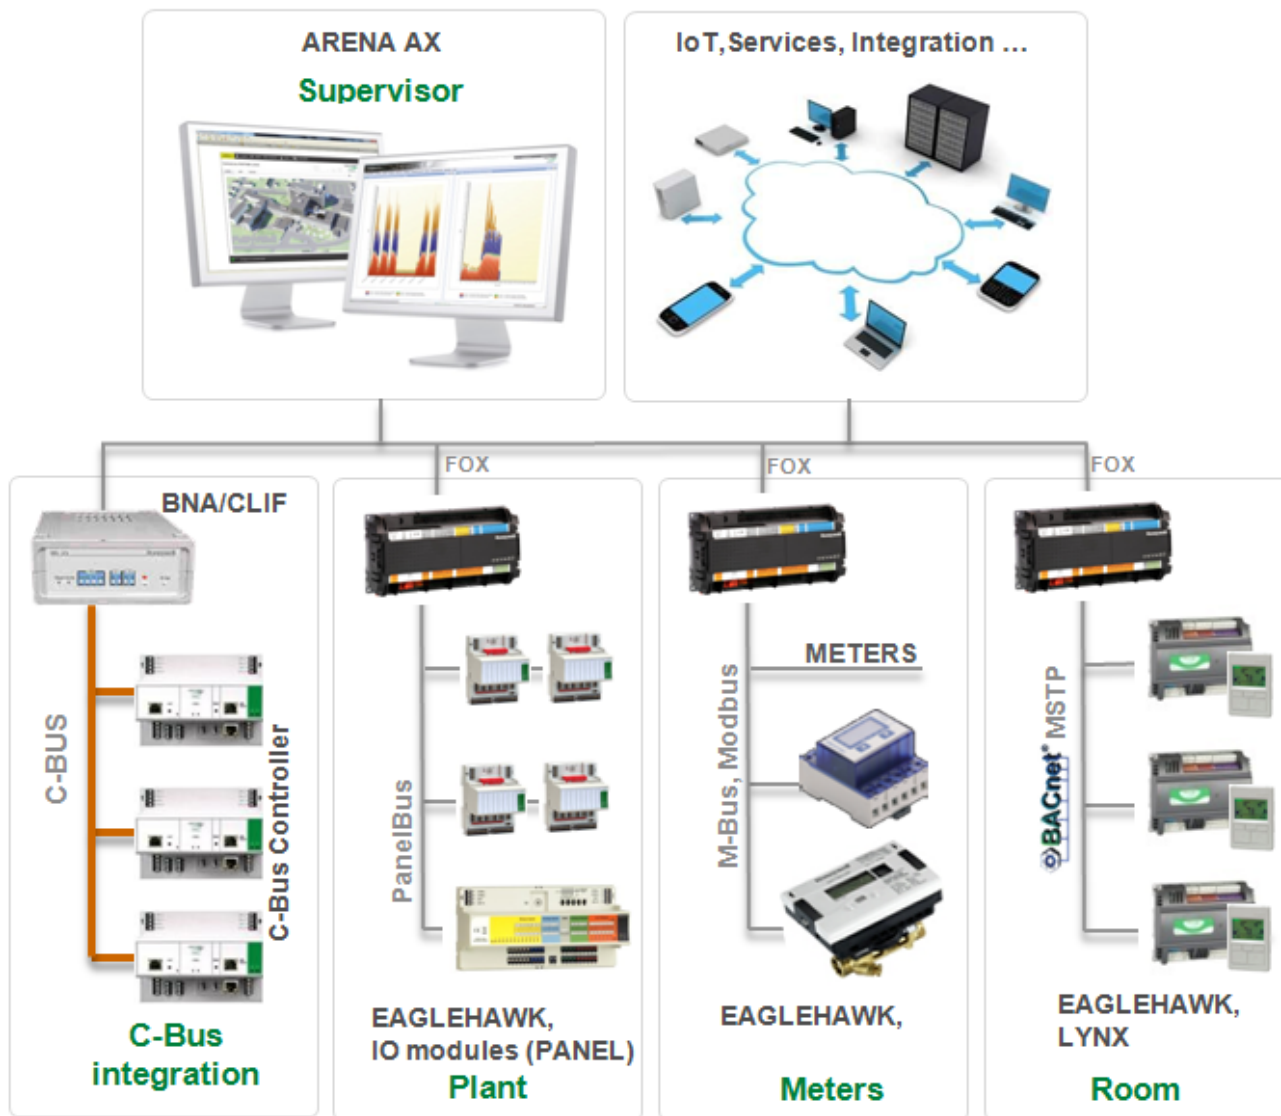 ARENA AX
Supervisor
IoT,Services, Integration ...
FOX
FOX
FOX
BNA/CLIF
Honeywell
C-BUS
C-Bus Controller
C-Bus
integration
PanelBus
EAGLEHAWK,
IO modules (PANEL)
Plant
METERS
M-Bus, Modbus
EAGLEHAWK,
Meters
BACnet® MSTP
EAGLEHAWK,
LYNX
Room